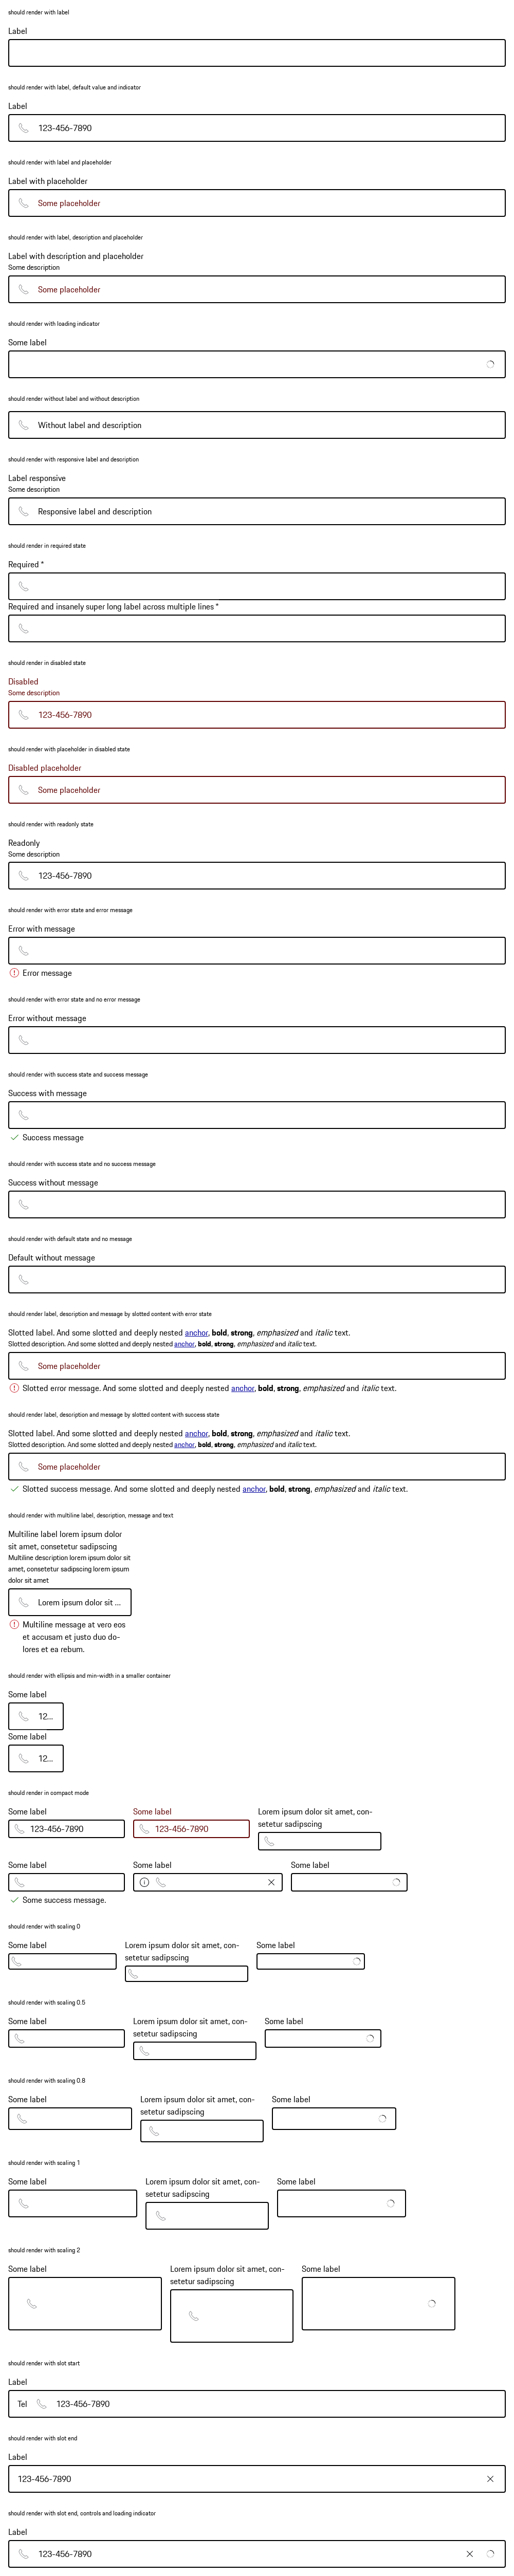 should render with label
Label
should render with label, default value and indicator
Label
123-456-7890
should render with label and placeholder
Label with placeholder
Some placeholder
should render with label, description and placeholder
Label with description and placeholder
Some description
Some placeholder
should render with loading indicator
Some label
should render without label and without description
Without label and description
should render with responsive label and description
Label responsive
Some description
Responsive label and description
should render in required state
Required *
Required and insanely super long label across multiple lines *
should render in disabled state
Disabled
Some description
123-456-7890
should render with placeholder in disabled state
Disabled placeholder
Some placeholder
should render with readonly state
Readonly
Some description
123-456-7890
should render with error state and error message
Error with message
Error message
should render with error state and no error message
Error without message
should render with success state and success message
Success with message
Success message
should render with success state and no success message
Success without message
should render with default state and no message
Default without message
should render label, description and message by slotted content with error state
Slotted label. And some slotted and deeply nested anchor, bold, strong, emphasized and italic text.
Slotted description. And some slotted and deeply nested anchor, bold, strong, emphasized and italic text.
Some placeholder
Slotted error message. And some slotted and deeply nested anchor, bold, strong, emphasized and italic text.
should render label, description and message by slotted content with success state
Slotted label. And some slotted and deeply nested anchor, bold, strong, emphasized and italic text.
Slotted description. And some slotted and deeply nested anchor, bold, strong, emphasized and italic text.
Some placeholder
Slotted success message. And some slotted and deeply nested anchor, bold, strong, emphasized and italic text.
should render with multiline label, description, message and text
Multiline label lorem ipsum dolor
sit amet, consetetur sadipscing
Multiline description lorem ipsum dolor sit
amet, consetetur sadipscing lorem ipsum
dolor sit amet
Lorem ipsum dolor sit ...
Multiline message at vero eos
et accusam et justo duo do-
lores et ea rebum.
should render with ellipsis and min-width in a smaller container
Some label
12...
Some label
12...
should render in compact mode
Some label
123-456-7890
Some label
123-456-7890
Lorem ipsum dolor sit amet, con-
setetur sadipscing
Some label
Some success message.
Some label
Some label
should render with scaling 0
Some label
Lorem ipsum dolor sit amet, con-
setetur sadipscing
Some label
should render with scaling 0.5
Some label
Lorem ipsum dolor sit amet, con-
setetur sadipscing
Some label
should render with scaling 0.8
Some label
Lorem ipsum dolor sit amet, con-
setetur sadipscing
Some label
should render with scaling 1
Some label
Lorem ipsum dolor sit amet, con-
setetur sadipscing
Some label
should render with scaling 2
Some label
Lorem ipsum dolor sit amet, con-
setetur sadipscing
Some label
should render with slot start
Label
Tel 123-456-7890
should render with slot end
Label
123-456-7890
should render with slot end, controls and loading indicator
Label
123-456-7890